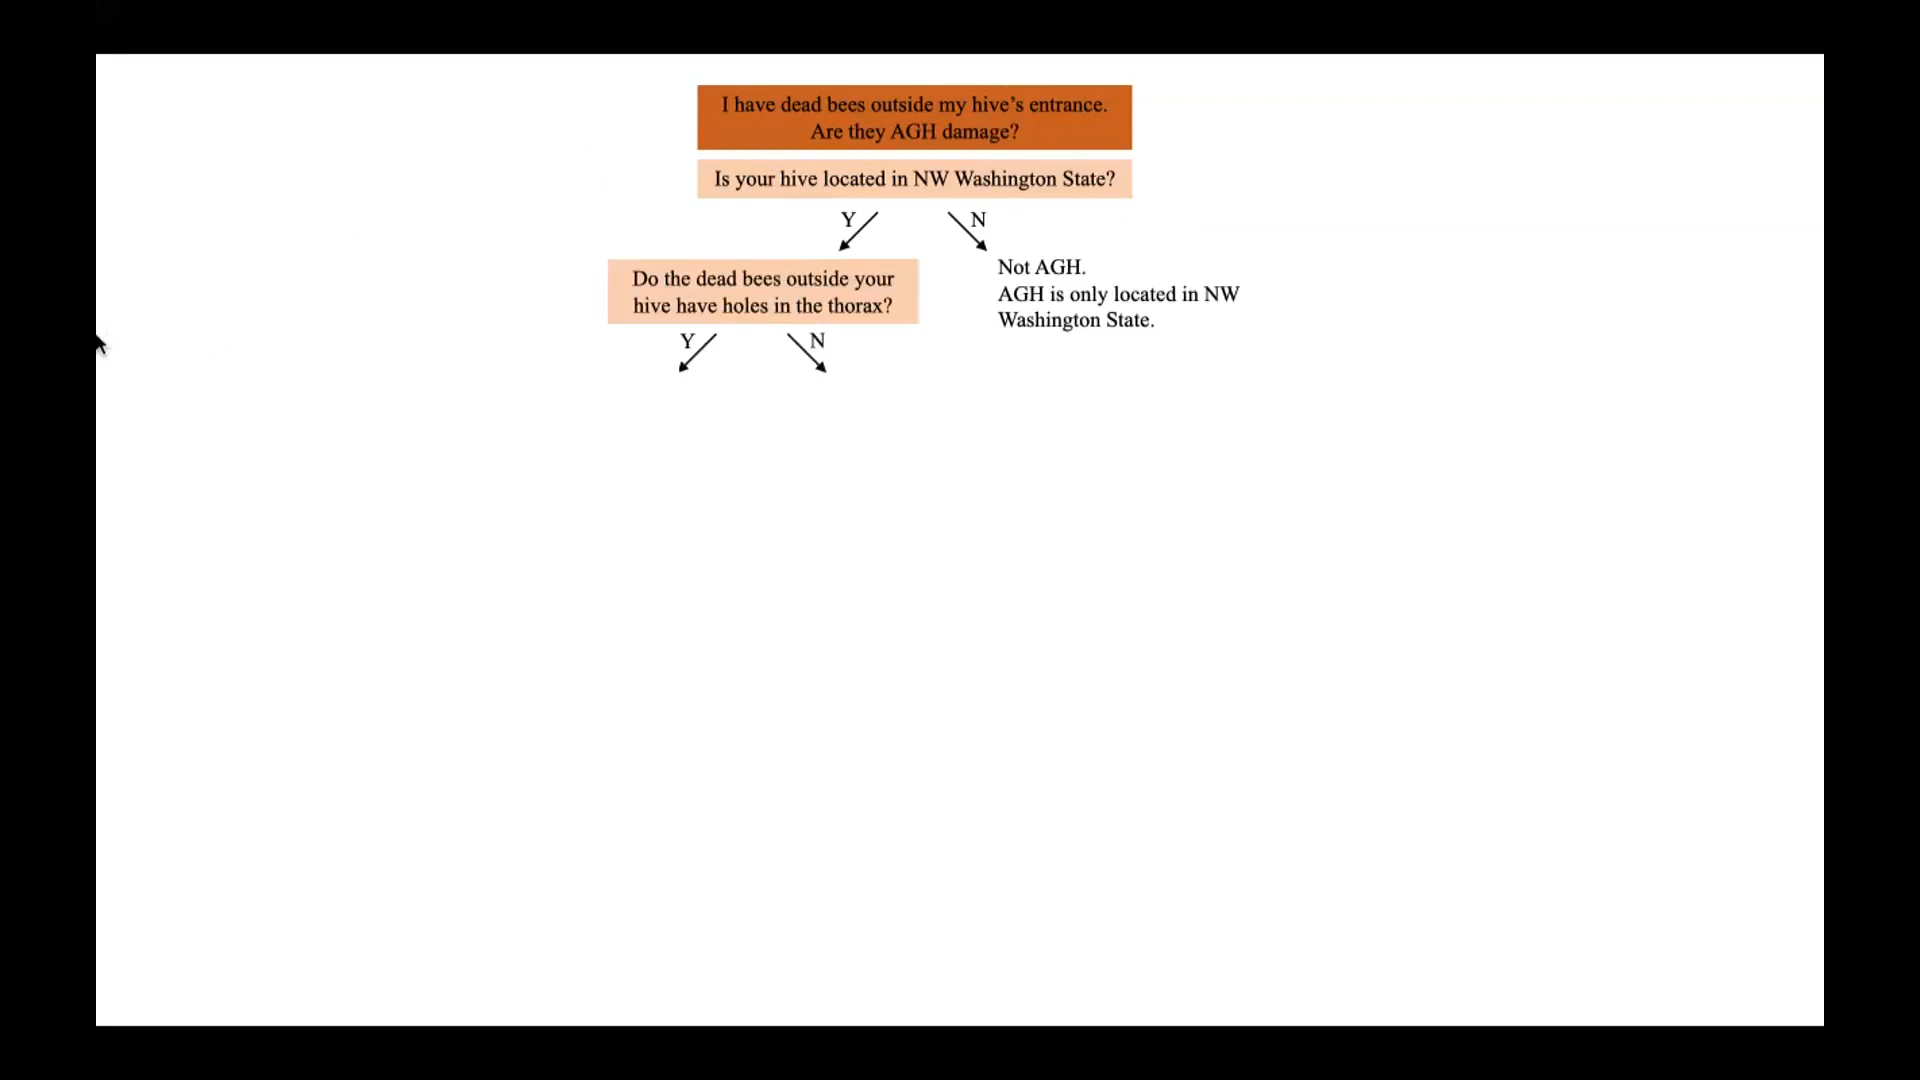 I have dead bees outside my hive’s entrance.
Are they AGH damage?
Is your hive located in NW Washington State?
Y
N
Do the dead bees outside your
hive have holes in the thorax?
Not AGH.
AGH is only located in NW
Washington State.
Y
N